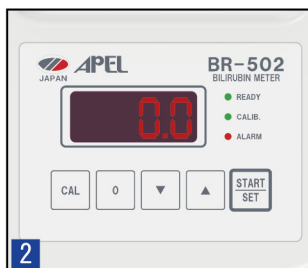 APEL
JAPAN
BR-502
BILIRUBIN METER
READY
CALIB.
ALARM
0.0
CAL
0
▼
▲
START
SET
2